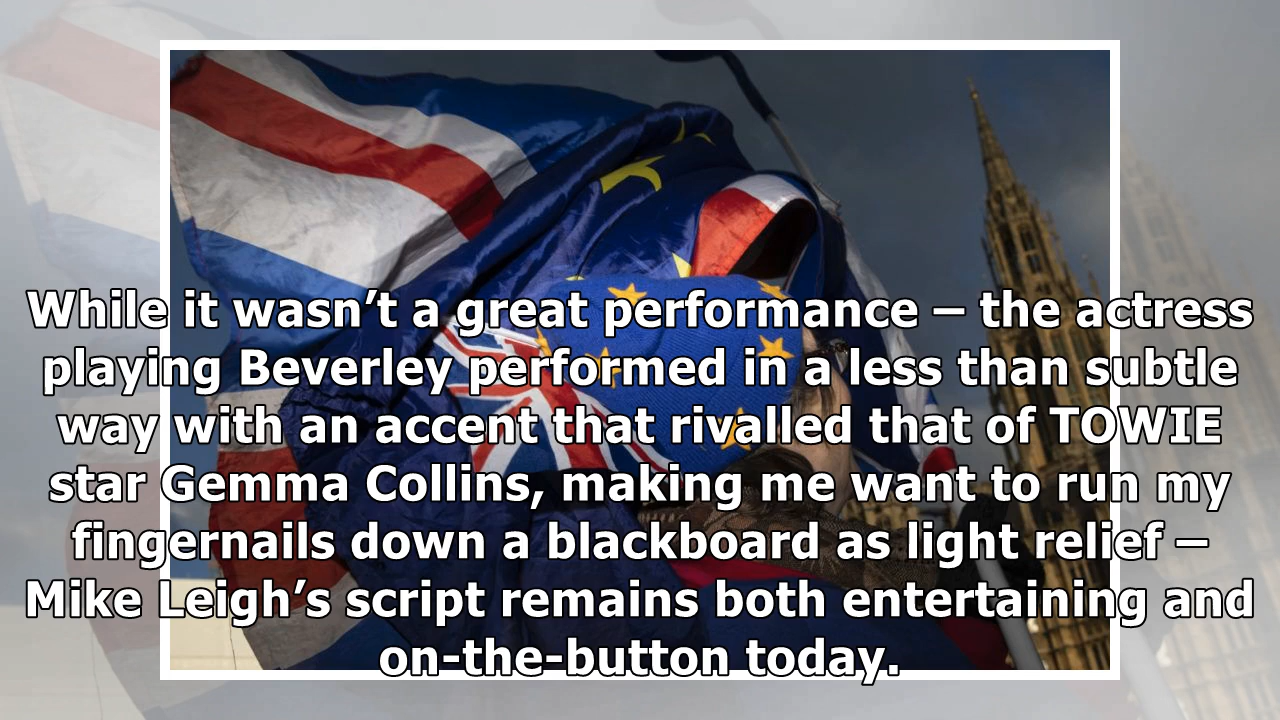 While it wasn’t a great performance – the actress
playing Beverley performed in a less than subtle
way with an accent that rivalled that of TOWIE
star Gemma Collins, making me want to run my
fingernails down a blackboard as light relief –
Mike Leigh’s script remains both entertaining and
on-the-button today.